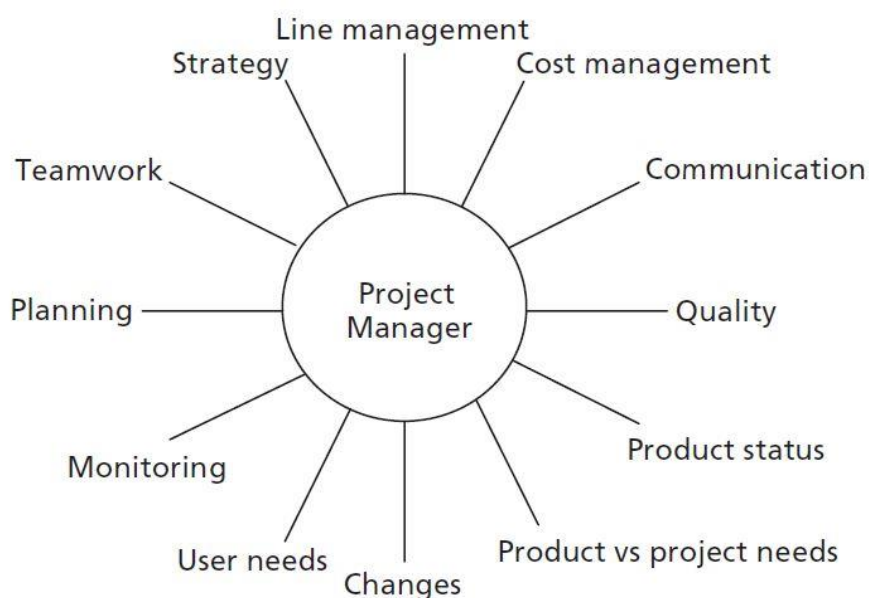 Line management
Strategy
Cost management
Teamwork
Communication
Project
Manager
Planning
Quality
Product status
Monitoring
Product vs project needs
User needs
Changes